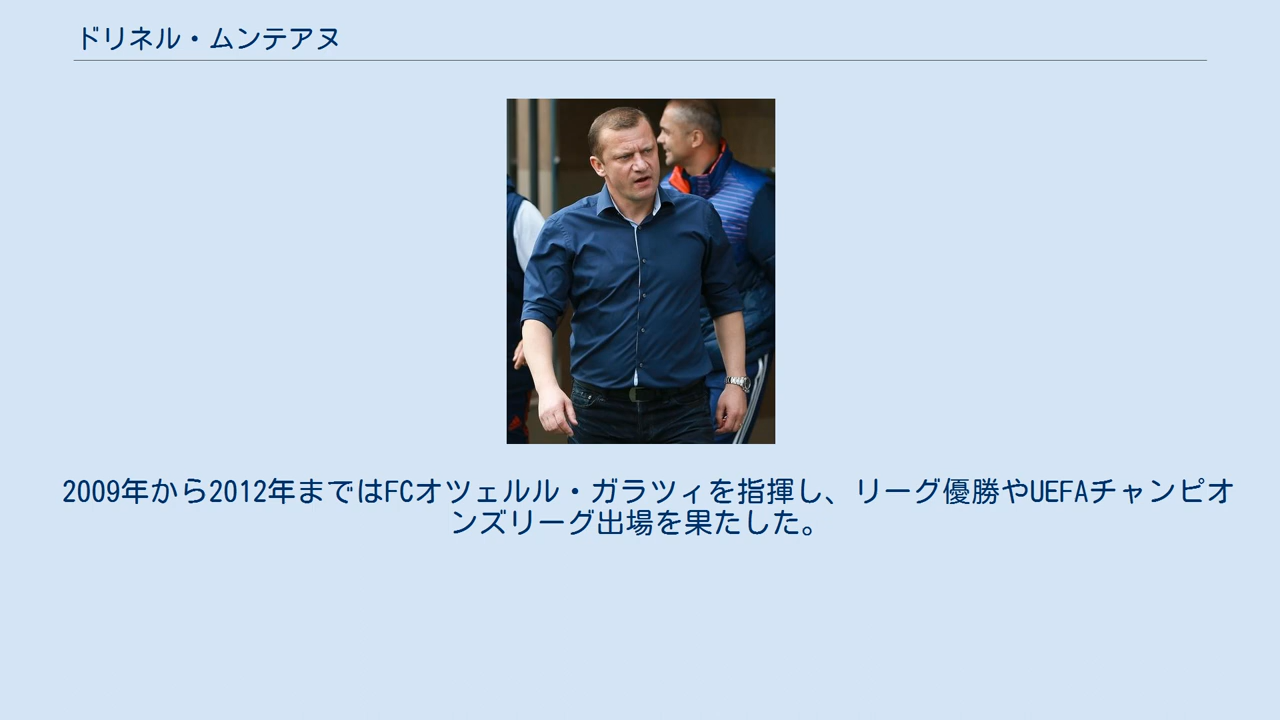 ドリネル・ムンテアヌ
2009年から2012年まではFCオツェルル・ガラツィを指揮し、リーグ優勝やUEFAチャンピオ
ンズリーグ出場を果たした。